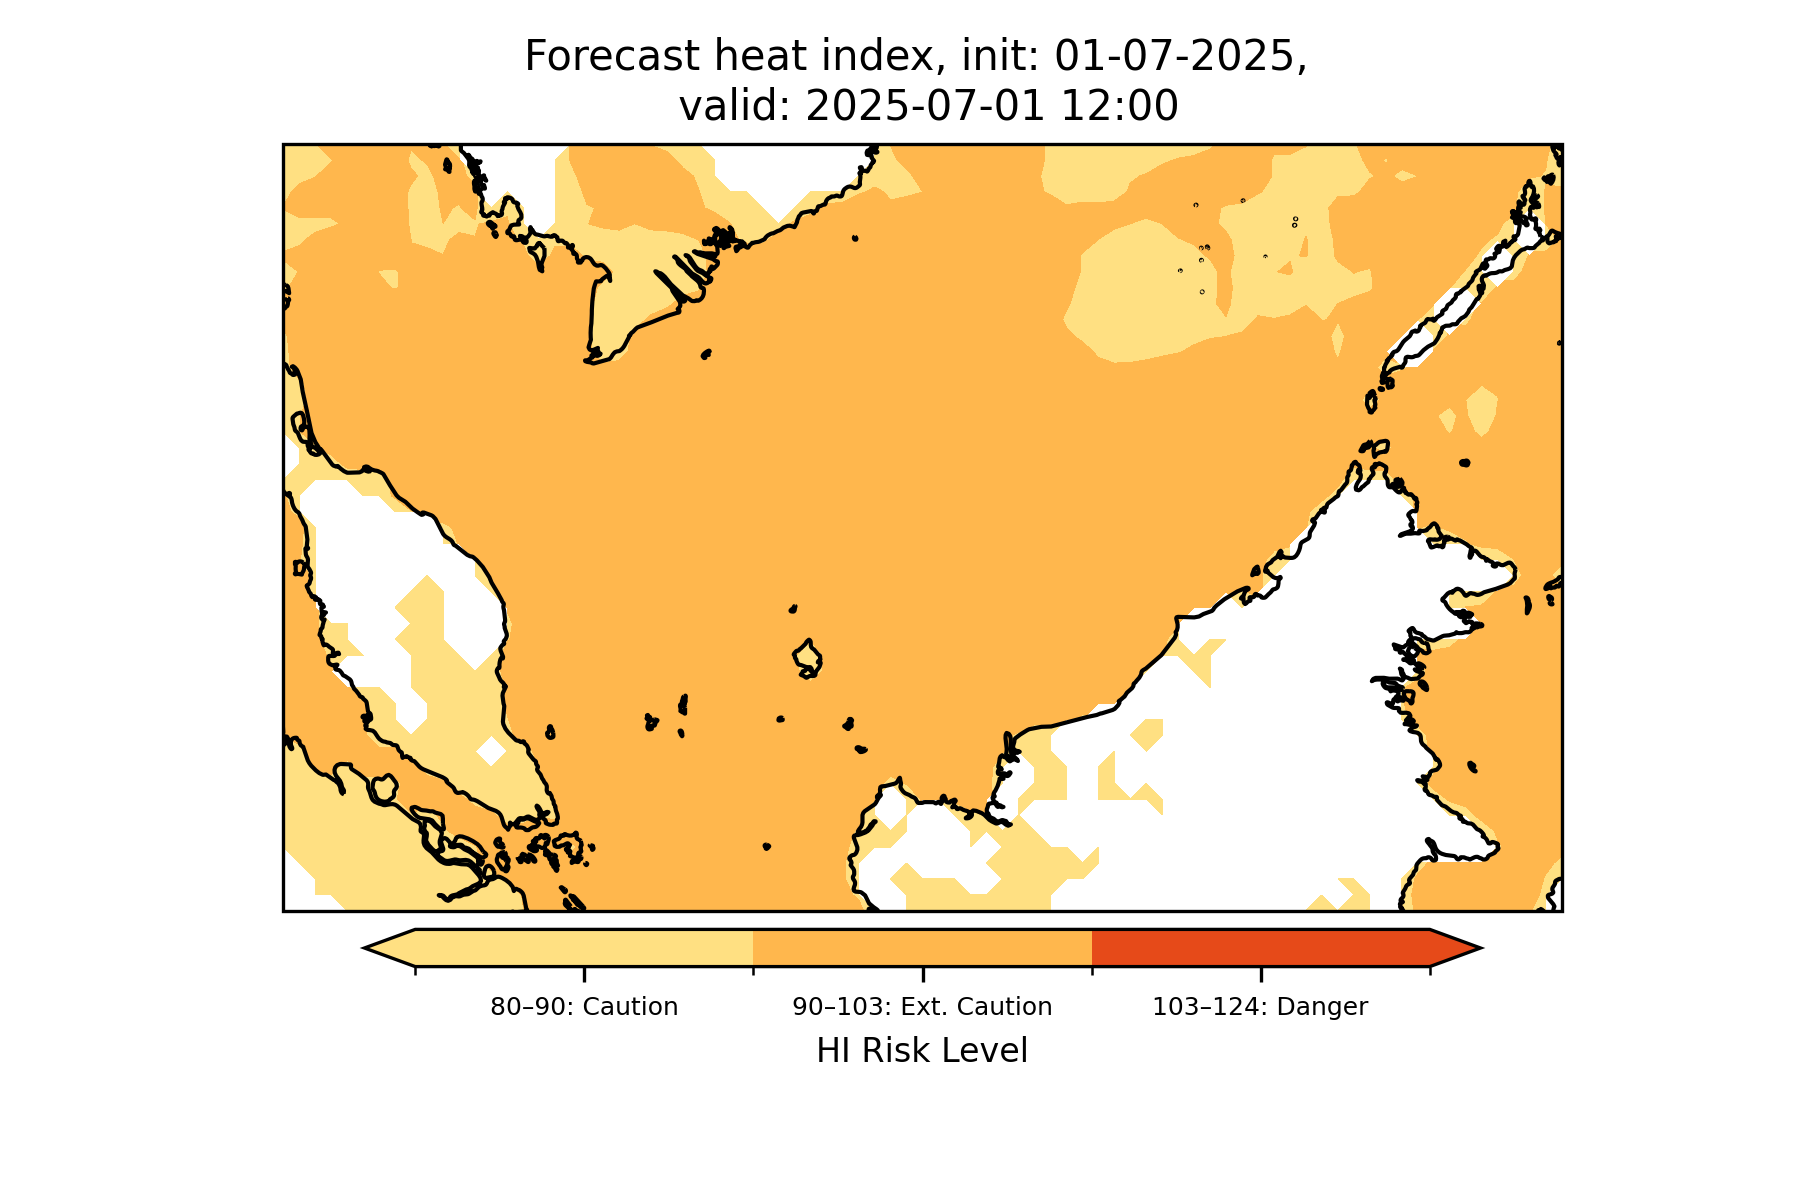 Forecast heat index, init: 01-07-2025,
valid: 2025-07-01 12:00
80–90: Caution
90–103: Ext. Caution
103–124: Danger
HI Risk Level